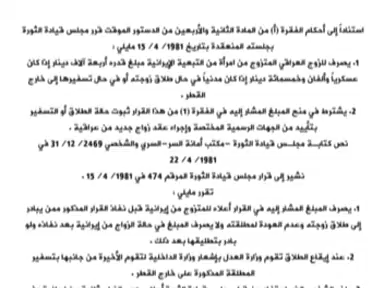 استناداً إلى أحكام الفقرة (أ) من المادة الثانية والأربعين من الدستور الموقت قرر مجلس قيادة الثورة
بجلسته المنعقدة بتاريخ 15/ 4/ 1981 مايلي :
1- يصرف للزوج العراقي المتزوج من امرأة من التبعية الإيرانية مبلغ قدره أربعة آلاف دينار إذا كان
عسكرياً وألفان وخمسمائة دينار إذا كان مدنياً في حال طلاق زوجته أو في حال تسفيرها إلى خارج
القطر .
2- يشترط في منح المبلغ المشار إليه في الفقرة (1) من هذا القرار ثبوت حالة الطلاق أو التسفير
بتأييد من الجهات الرسمية المختصة وإجراء عقد زواج جديد من عراقية .
نص كتابة مجلس قيادة الثورة -مكتب أمانة السر-السري والشخصي 2469/ 12/ 31 في
22/ 4/ 1981
نشير إلى قرار مجلس قيادة الثورة المرقم 474 في 15/ 4/ 1981 .
تقرر مايلي :
1- يصرف المبلغ المشار إليه في القرار أعلاه للمتزوج من إيرانية قبل نفاذ القرار المذكور ممن يبادر
إلى طلاق زوجته وعدم العودة لمطلقته ولا يصرف المبلغ في حالة الزواج من إيرانية بعد نفاذه ولو
بادر بتطليقها بعد ذلك .
2- عند إيقاع الطلاق تقوم وزارة العدل بإشعار وزارة الداخلية لتقوم الأخيرة من جانبها بتسفير
المطلقة المذكورة على خارج القطر .